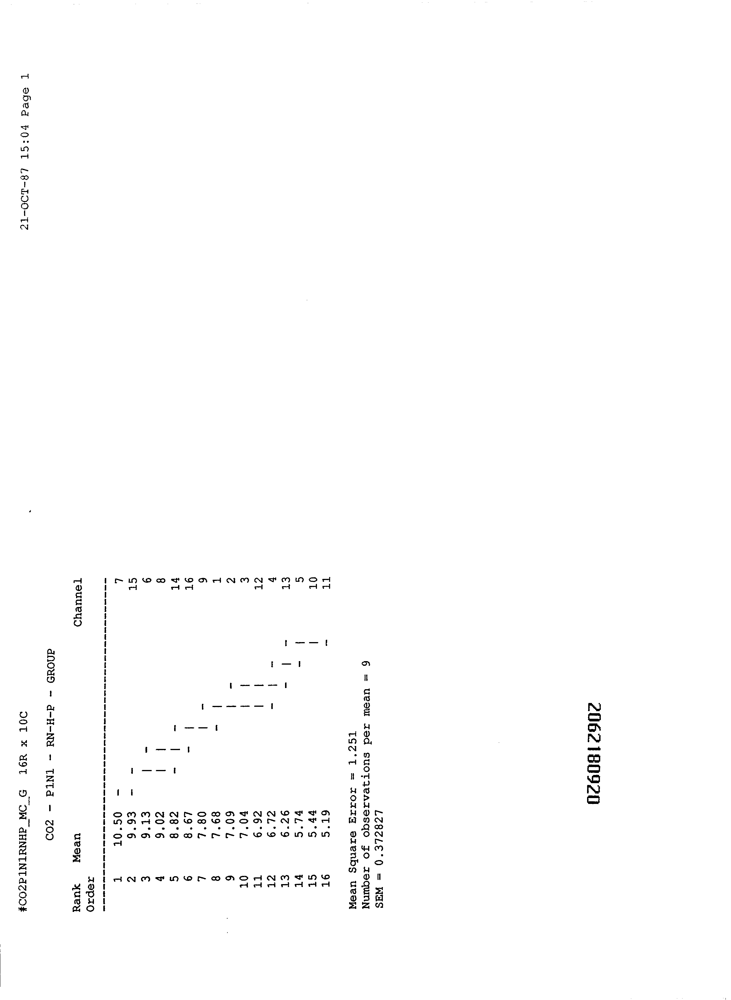 21-OCT-87 15:04 Page 1
#CO2P1N1RNHP_MC_G 16R x 10C
CO2 - P1N1 - RN-H-P - GROUP
Rank Mean Channel
Order
1 10.50 7
2 9.93 15
3 9.13 6
4 9.02 8
5 8.82 14
6 8.67 16
7 7.80 9
8 7.68 1
9 7.09 2
10 7.04 3
11 6.92 12
12 6.72 4
13 6.26 13
14 5.74 5
15 5.44 10
16 5.19 11
Mean Square Error = 1.251
Number of observations per mean = 9
SEM = 0.372827
2062180920